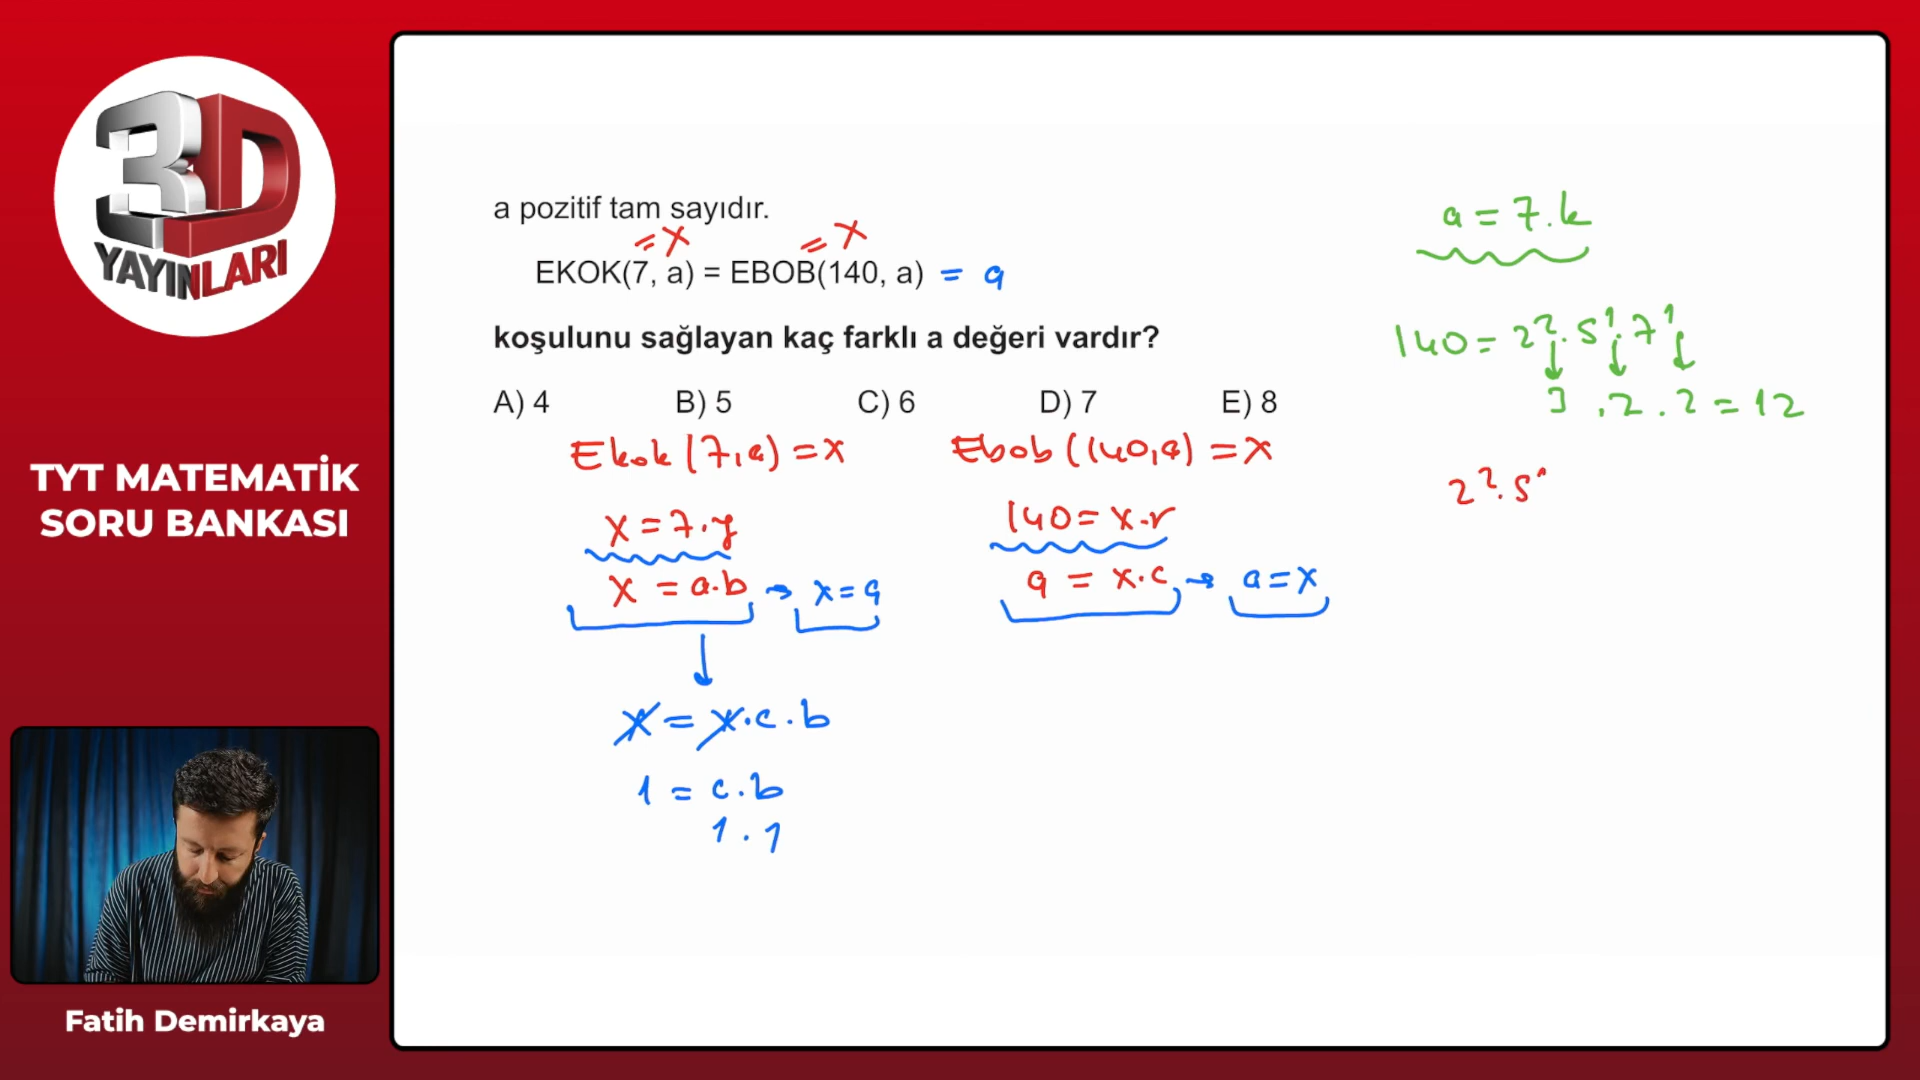 3D
YAYINLARI
TYT MATEMATİK
SORU BANKASI
Fatih Demirkaya
a pozitif tam sayıdır.
= x = x
EKOK(7, a) = EBOB(140, a) = a
koşulunu sağlayan kaç farklı a değeri vardır?
A) 4 B) 5 C) 6 D) 7 E) 8
Ekok (7,a) = x Ebob (140,a) = x
x = 7.y 140 = x.r
x = a.b → x = a a = x.c → a = x
x = x.c.b
1 = c.b
1 . 1
a = 7.k
140 = 2². 5¹. 7¹
3 . 2 . 2 = 12
2². 5¹